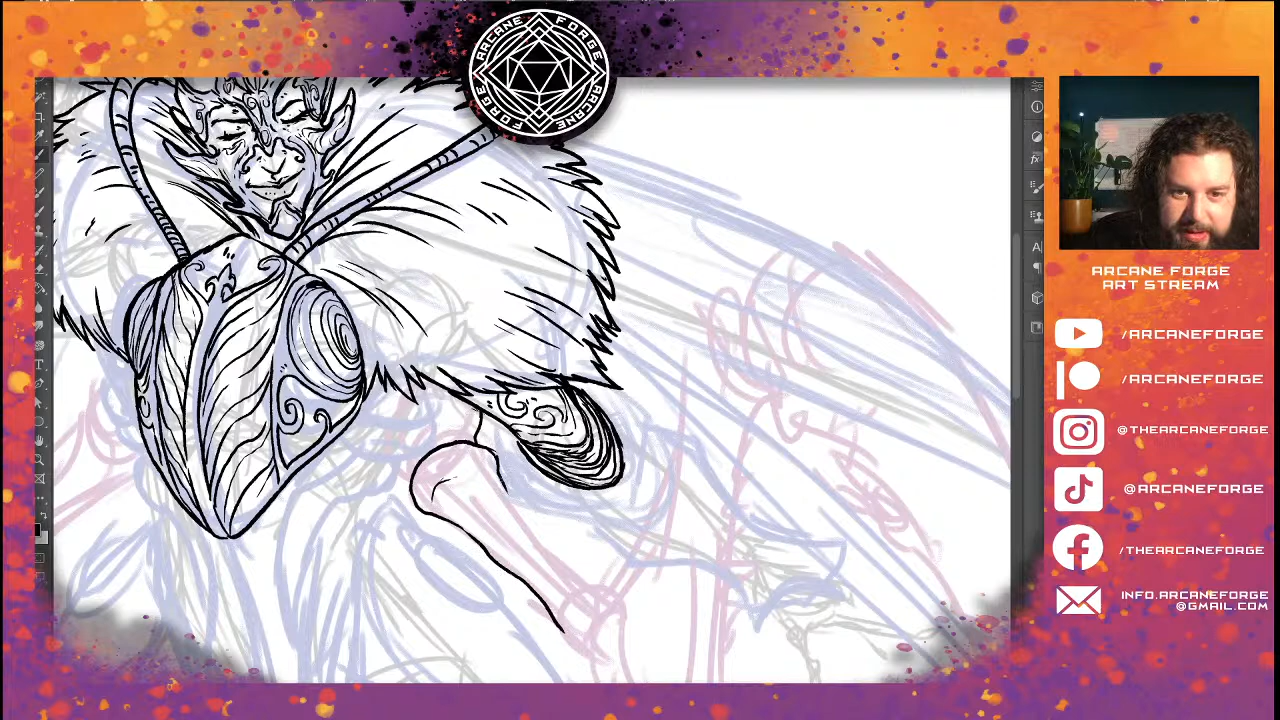 ARCANE FORGE
ARCANE
FORGE
ARCANE FORGE
ART STREAM
/ARCANEFORGE
/ARCANEFORGE
@THEARCANEFORGE
@ARCANEFORGE
/THEARCANEFORGE
INFO.ARCANEFORGE
@GMAIL.COM